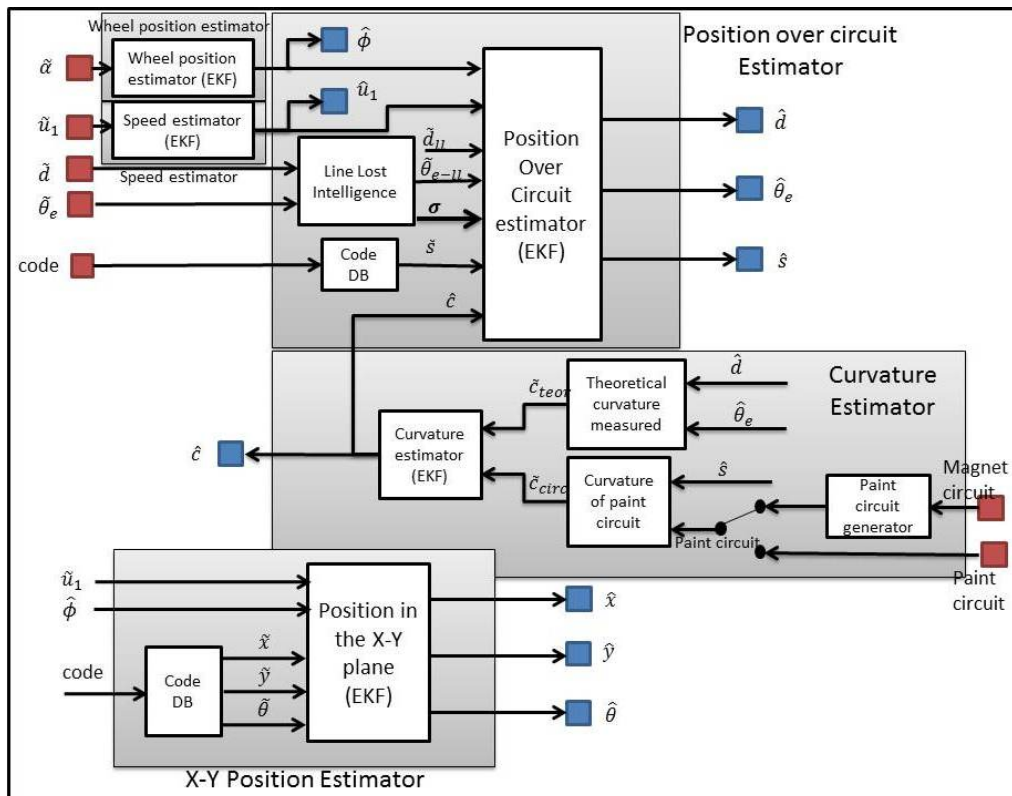 Wheel position estimator
Wheel position
estimator (EKF)
Speed estimator
(EKF)
Speed estimator
α̃
ũ₁
d̃
θ̃ₑ
code
φ̂
û₁
Line Lost
Intelligence
d̃ₗₗ
θ̃ₑ₋ₗₗ
σ
Code
DB
s̃
ĉ
Position
Over
Circuit
estimator
(EKF)
Position over circuit
Estimator
d̂
θ̂ₑ
ŝ
Curvature
Estimator
Theoretical
curvature
measured
d̂
θ̂ₑ
c̃teor
Curvature
estimator
(EKF)
ĉ
c̃circ
Curvature
of paint
circuit
ŝ
Paint circuit
Paint
circuit
generator
Magnet
circuit
Paint
circuit
ũ₁
φ̂
code
Code
DB
x̃
ỹ
θ̃
Position in
the X-Y
plane
(EKF)
x̂
ŷ
θ̂
X-Y Position Estimator